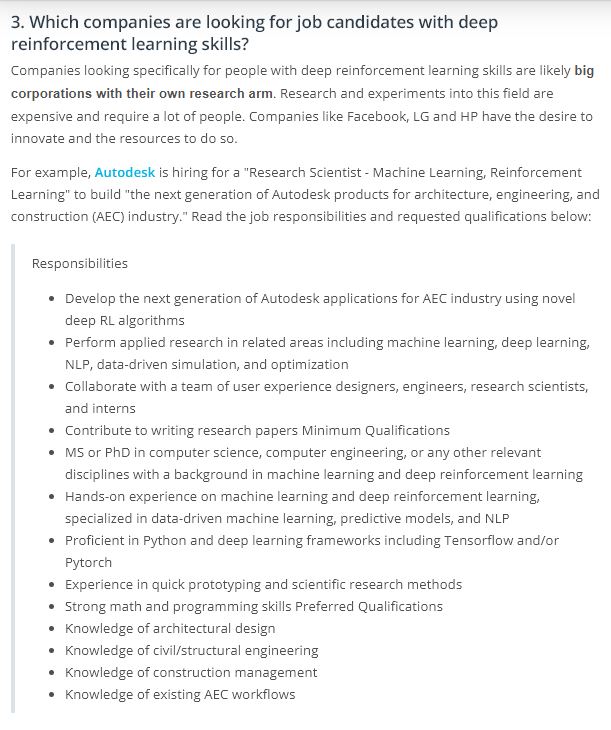 3. Which companies are looking for job candidates with deep
reinforcement learning skills?
Companies looking specifically for people with deep reinforcement learning skills are likely big
corporations with their own research arm. Research and experiments into this field are
expensive and require a lot of people. Companies like Facebook, LG and HP have the desire to
innovate and the resources to do so.
For example, Autodesk is hiring for a "Research Scientist - Machine Learning, Reinforcement
Learning" to build "the next generation of Autodesk products for architecture, engineering, and
construction (AEC) industry." Read the job responsibilities and requested qualifications below:
Responsibilities
• Develop the next generation of Autodesk applications for AEC industry using novel
deep RL algorithms
• Perform applied research in related areas including machine learning, deep learning,
NLP, data-driven simulation, and optimization
• Collaborate with a team of user experience designers, engineers, research scientists,
and interns
• Contribute to writing research papers Minimum Qualifications
• MS or PhD in computer science, computer engineering, or any other relevant
disciplines with a background in machine learning and deep reinforcement learning
• Hands-on experience on machine learning and deep reinforcement learning,
specialized in data-driven machine learning, predictive models, and NLP
• Proficient in Python and deep learning frameworks including Tensorflow and/or
Pytorch
• Experience in quick prototyping and scientific research methods
• Strong math and programming skills Preferred Qualifications
• Knowledge of architectural design
• Knowledge of civil/structural engineering
• Knowledge of construction management
• Knowledge of existing AEC workflows